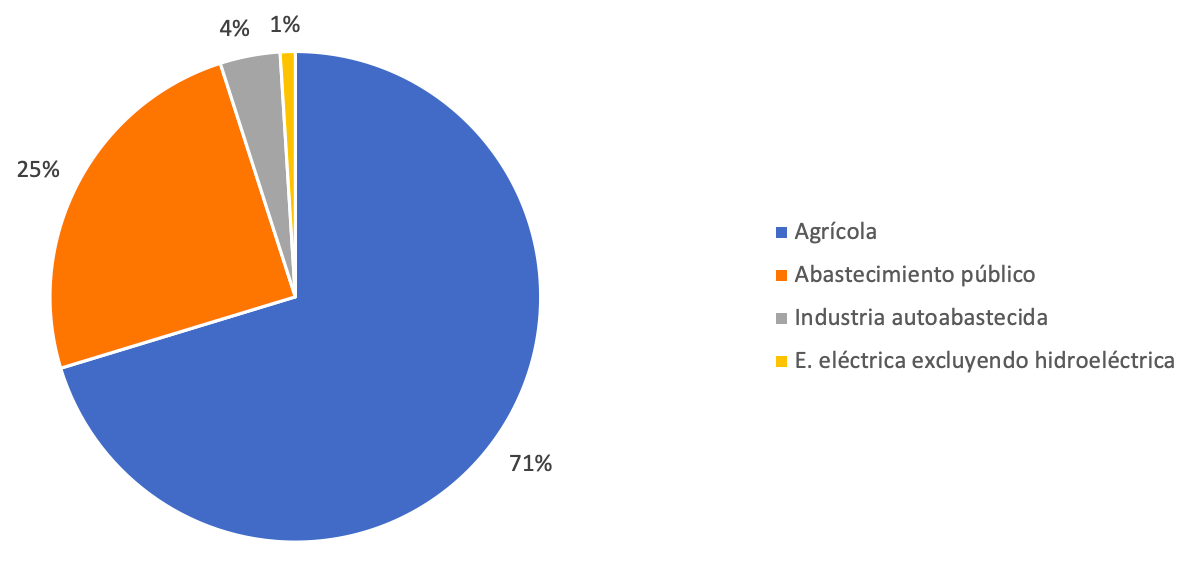 4%
1%
25%
71%
Agrícola
Abastecimiento público
Industria autoabastecida
E. eléctrica excluyendo hidroeléctrica